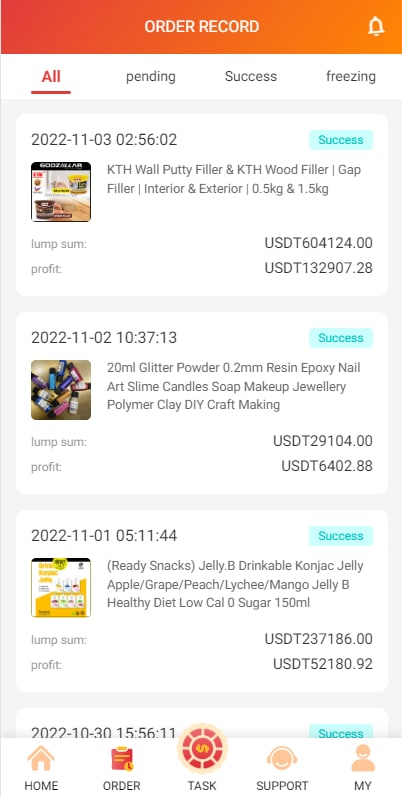 ORDER RECORD
All pending Success freezing
2022-11-03 02:56:02 Success
GODZILLAR
KTH Wall Putty Filler & KTH Wood Filler | Gap
Filler | Interior & Exterior | 0.5kg & 1.5kg
lump sum: USDT604124.00
profit: USDT132907.28
2022-11-02 10:37:13 Success
20ml Glitter Powder 0.2mm Resin Epoxy Nail
Art Slime Candles Soap Makeup Jewellery
Polymer Clay DIY Craft Making
lump sum: USDT29104.00
profit: USDT6402.88
2022-11-01 05:11:44 Success
Konjac
Jelly
(Ready Snacks) Jelly.B Drinkable Konjac Jelly
Apple/Grape/Peach/Lychee/Mango Jelly B
Healthy Diet Low Cal 0 Sugar 150ml
lump sum: USDT237186.00
profit: USDT52180.92
2022-10-30 15:56:11 Success
HOME ORDER TASK SUPPORT MY